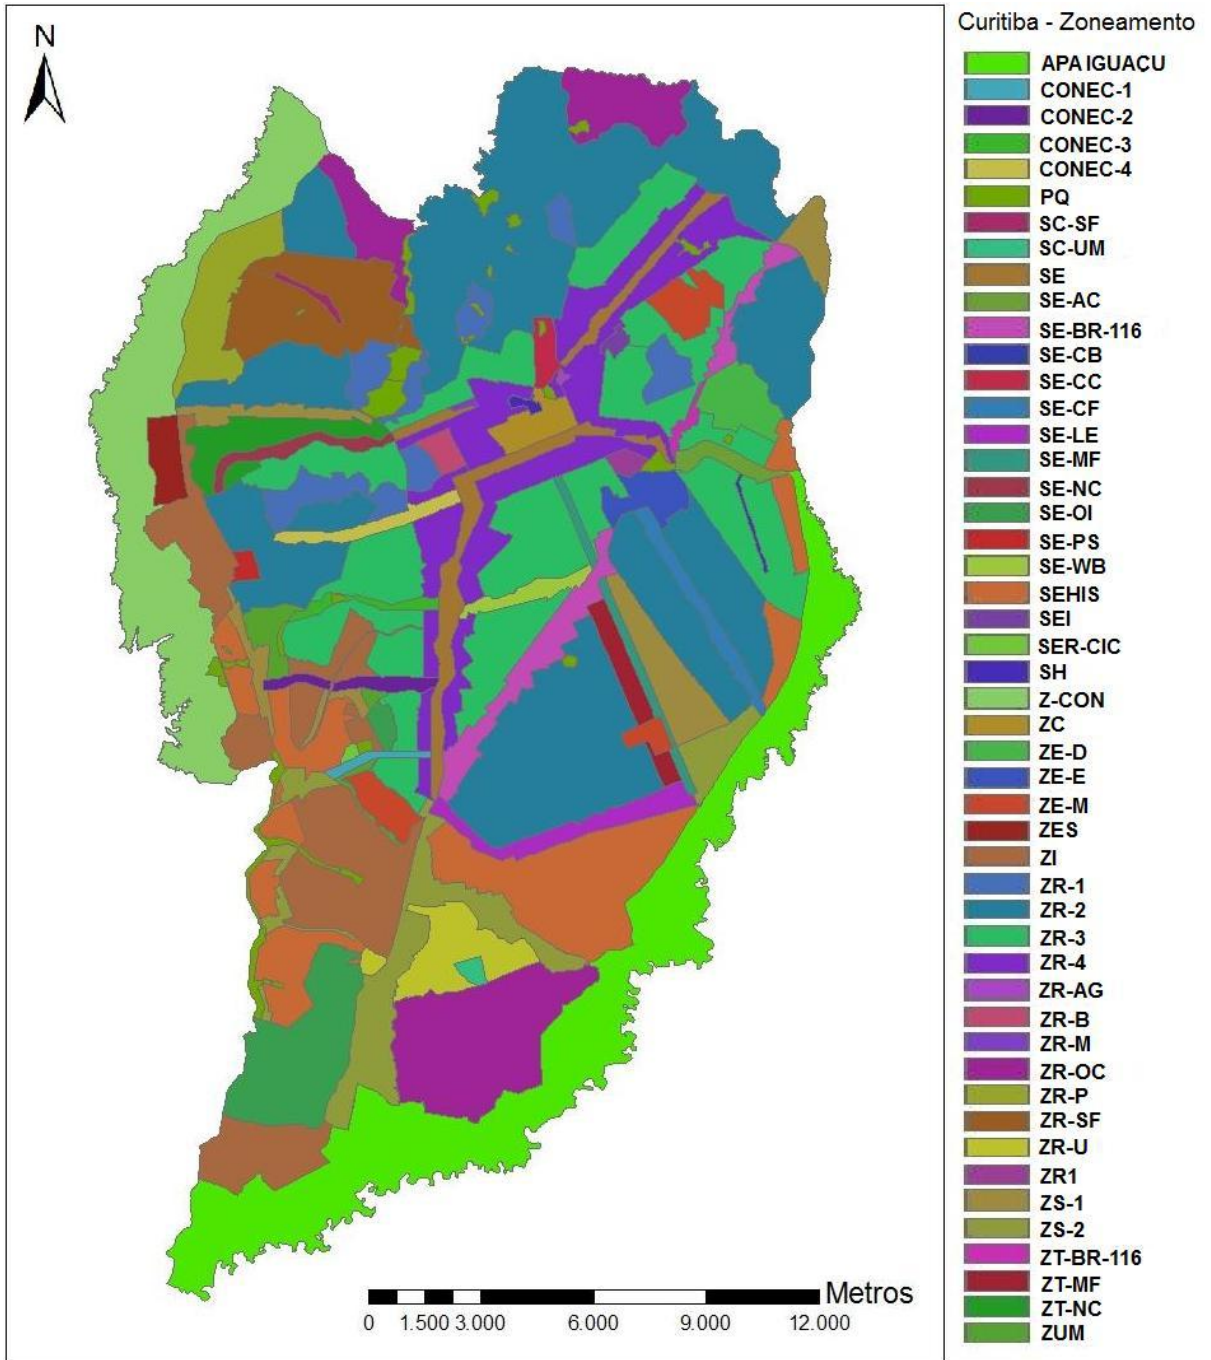 Curitiba - Zoneamento
N
APA IGUAÇU
CONEC-1
CONEC-2
CONEC-3
CONEC-4
PQ
SC-SF
SC-UM
SE
SE-AC
SE-BR-116
SE-CB
SE-CC
SE-CF
SE-LE
SE-MF
SE-NC
SE-OI
SE-PS
SE-WB
SEHIS
SEI
SER-CIC
SH
Z-CON
ZC
ZE-D
ZE-E
ZE-M
ZES
ZI
ZR-1
ZR-2
ZR-3
ZR-4
ZR-AG
ZR-B
ZR-M
ZR-OC
ZR-P
ZR-SF
ZR-U
ZR1
ZS-1
ZS-2
ZT-BR-116
ZT-MF
ZT-NC
ZUM
Metros
0 1.500 3.000 6.000 9.000 12.000